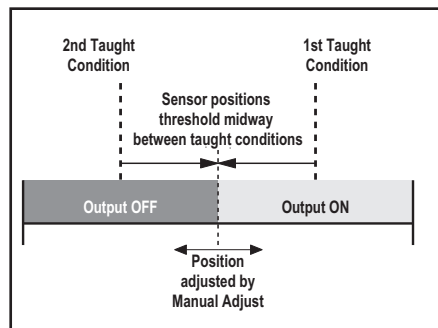 2nd Taught
Condition
1st Taught
Condition
Sensor positions
threshold midway
between taught conditions
Output OFF
Output ON
Position
adjusted by
Manual Adjust